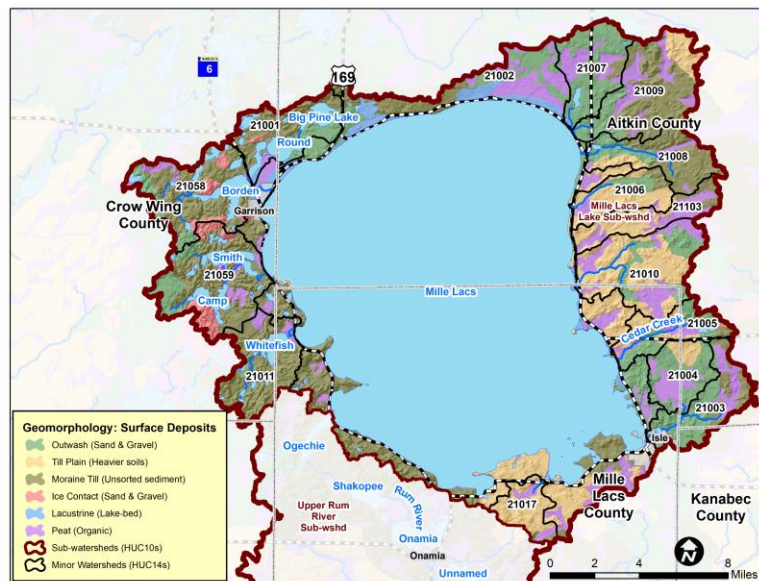 6
169
21002
21007
21009
21001
Big Pine Lake
Round
Aitkin County
21008
21058
Borden
21006
Crow Wing
County
Garrison
Mille Lacs
Lake Sub-wshd
21103
Smith
21059
21010
Camp
Mille Lacs
Cedar Creek
21005
Whitefish
21011
21004
21003
Isle
Geomorphology: Surface Deposits
Outwash (Sand & Gravel)
Till Plain (Heavier soils)
Moraine Till (Unsorted sediment)
Ice Contact (Sand & Gravel)
Lacustrine (Lake-bed)
Peat (Organic)
Sub-watersheds (HUC10s)
Minor Watersheds (HUC14s)
Ogechie
Shakopee
Rum River
Upper Rum
River
Sub-wshd
Onamia
Onamia
Unnamed
21017
Mille
Lacs
County
Kanabec
County
N
0 2 4 8
Miles